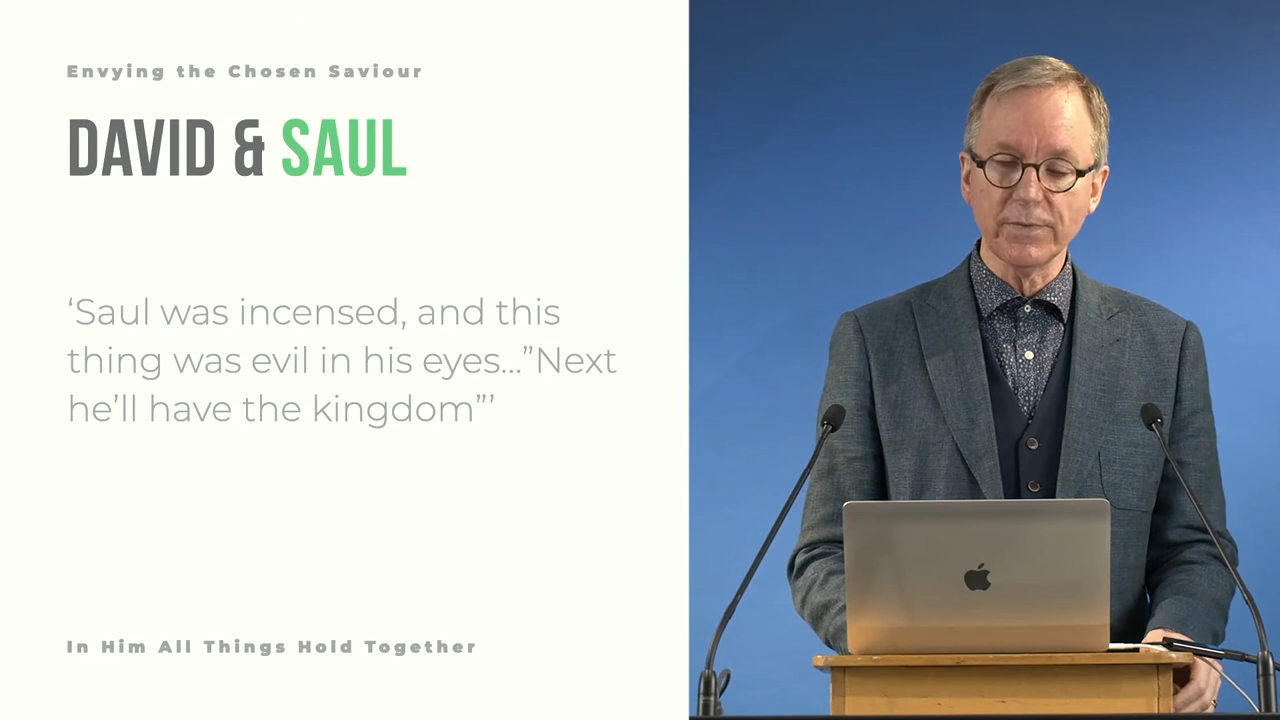 Envying the Chosen Saviour
DAVID & SAUL
‘Saul was incensed, and this
thing was evil in his eyes...”Next
he’ll have the kingdom”’
In Him All Things Hold Together